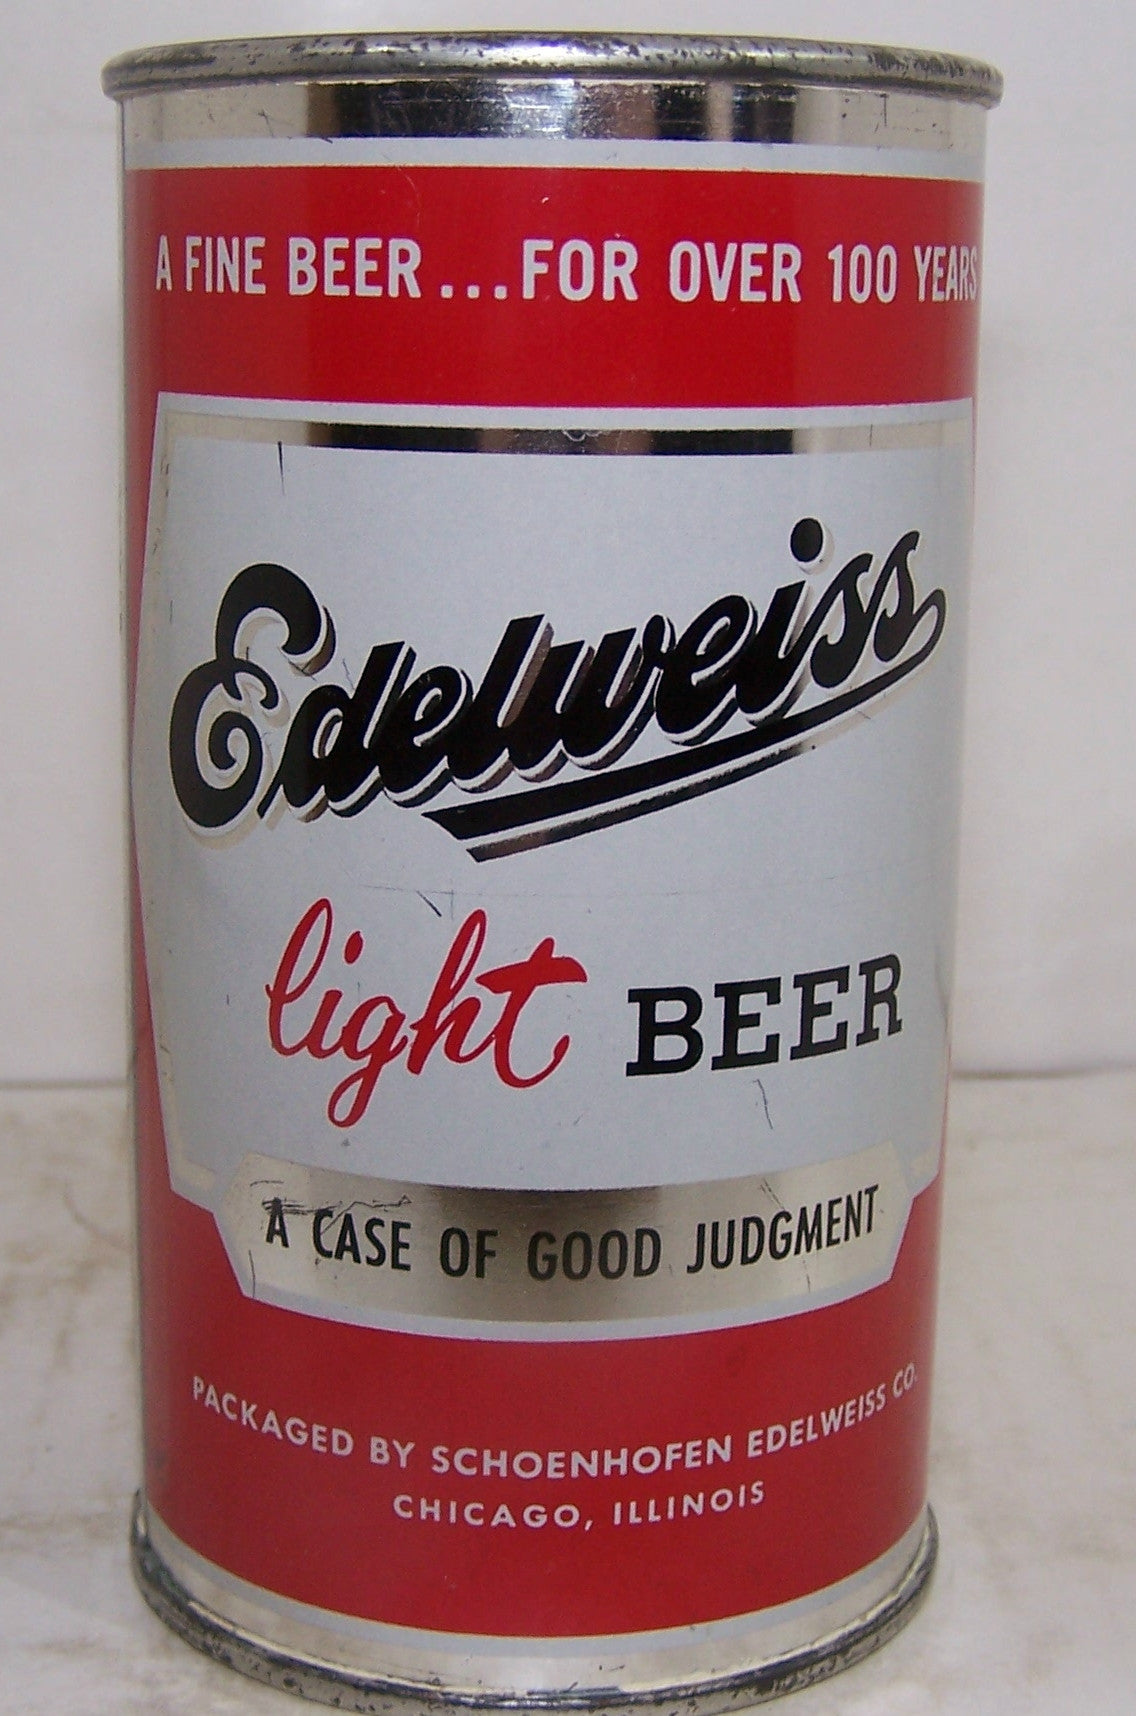 A FINE BEER...FOR OVER 100 YEARS
Edelweiss
light BEER
A CASE OF GOOD JUDGMENT
PACKAGED BY SCHOENHOFEN EDELWEISS CO.
CHICAGO, ILLINOIS